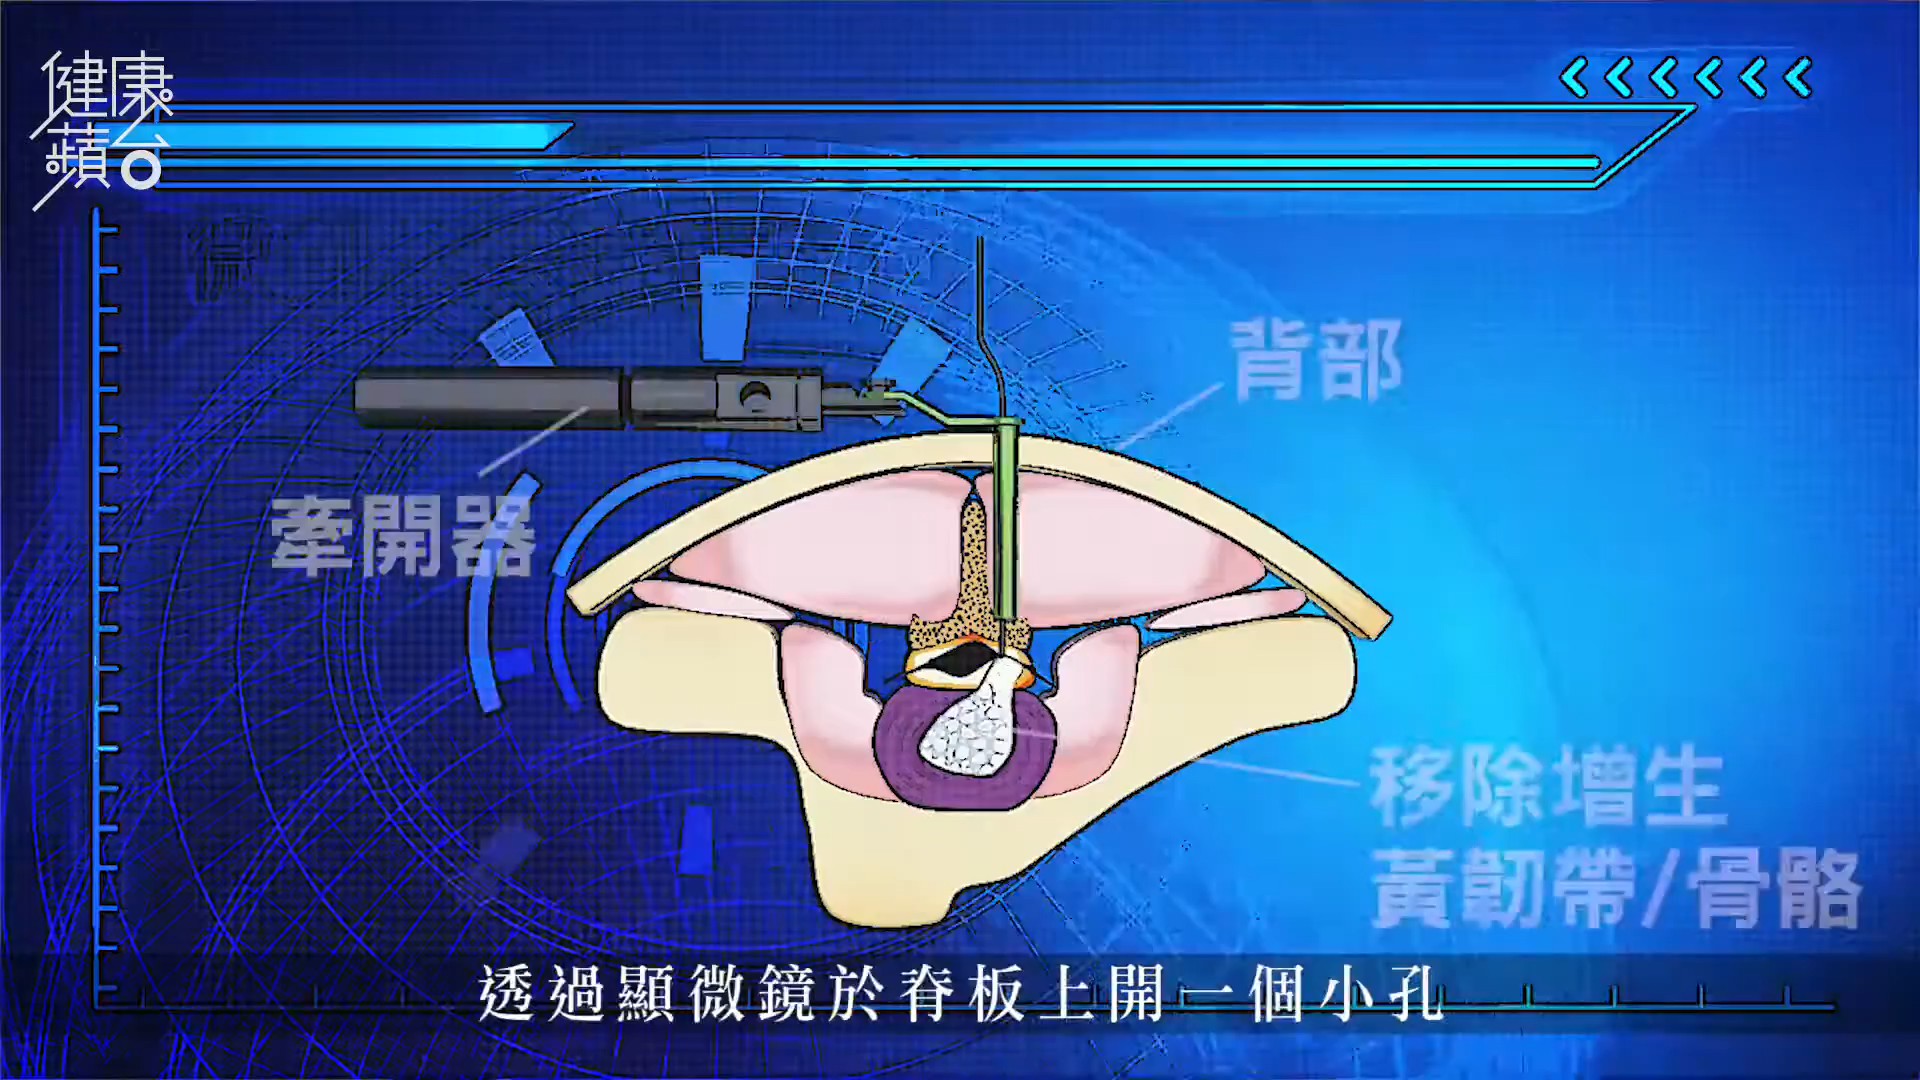 健康
蘋台
背部
牽開器
移除增生
黃韌帶/骨骼
透過顯微鏡於脊板上開一個小孔